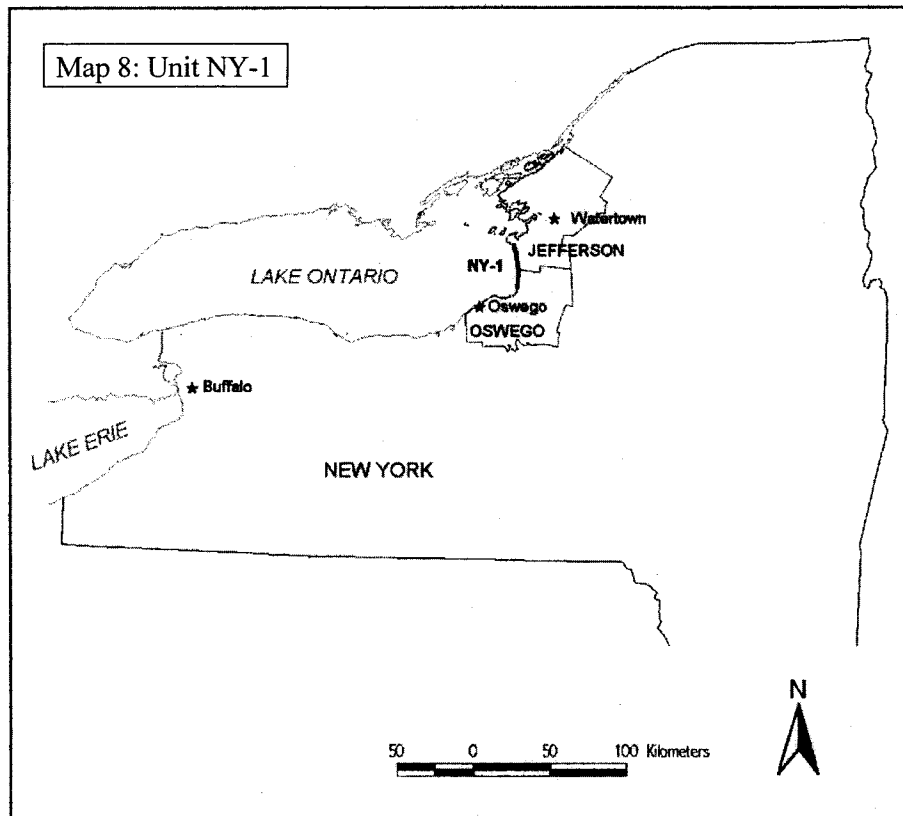 Map 8: Unit NY-1
Watertown
JEFFERSON
NY-1
LAKE ONTARIO
Oswego
OSWEGO
Buffalo
LAKE ERIE
NEW YORK
N
50 0 50 100 Kilometers